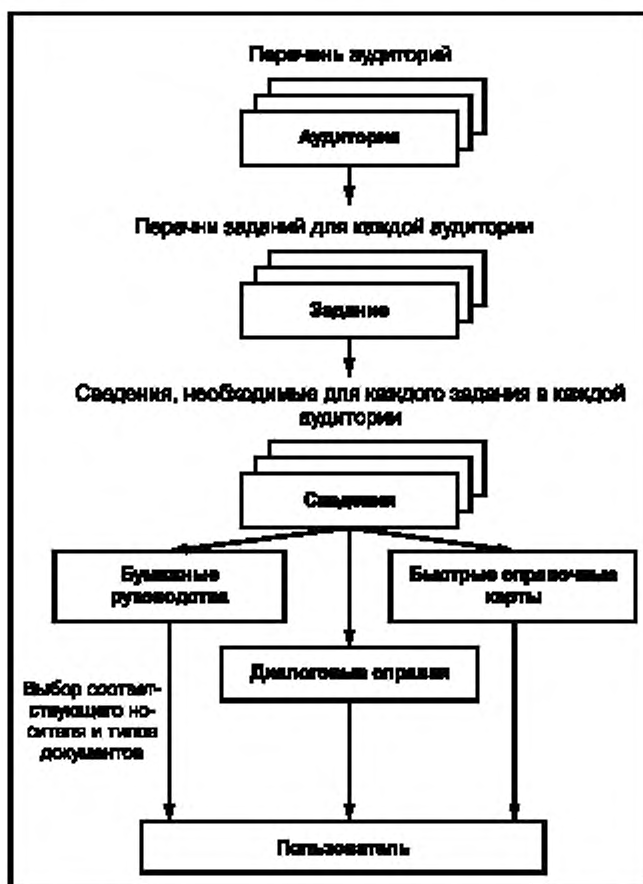 Перечень аудиторий
Аудитория
Перечни заданий для каждой аудитории
Задание
Сведения, необходимые для каждого задания в каждой
аудитории
Сведения
Бумажные
руководства
Быстрые справочные
карты
Диалоговые справки
Выбор соответ-
ствующего но-
сителя и типов
документов
Пользователь